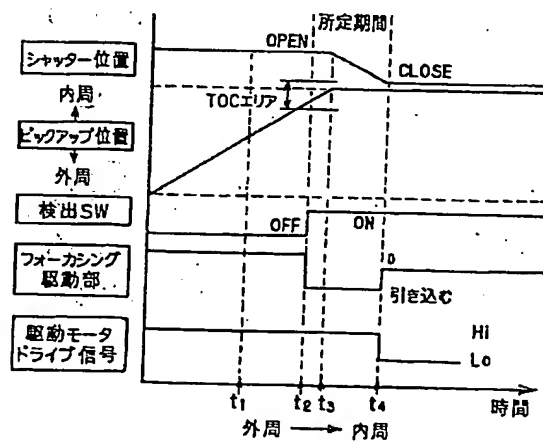 所定期間
OPEN
シャッター位置
CLOSE
内周
TOCエリア
ピックアップ位置
外周
検出SW
OFF
ON
フォーカシング
駆動部
0
引き込む
駆動モータ
ドライブ信号
Hi
Lo
t1 t2 t3 t4
時間
外周 → 内周